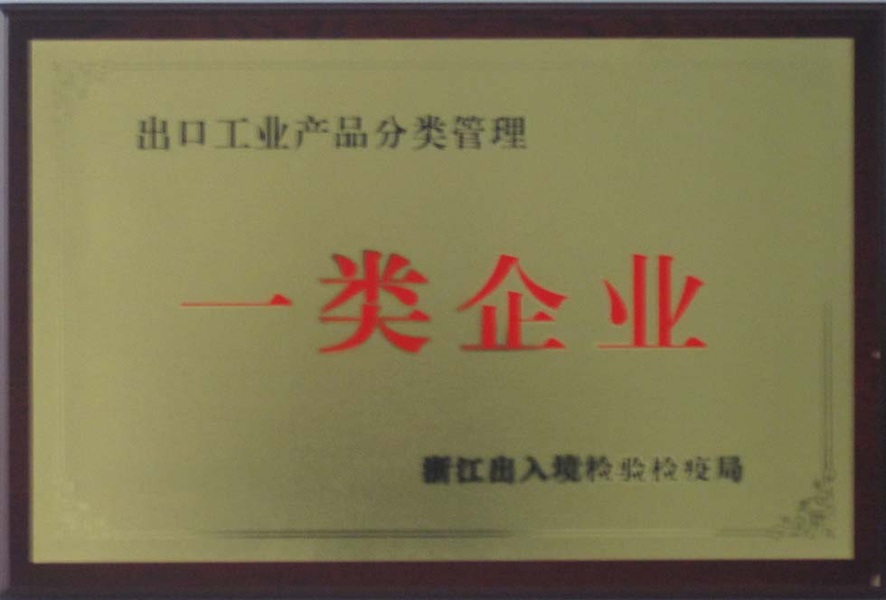 出口工业产品分类管理
一类企业
浙江出入境检验检疫局